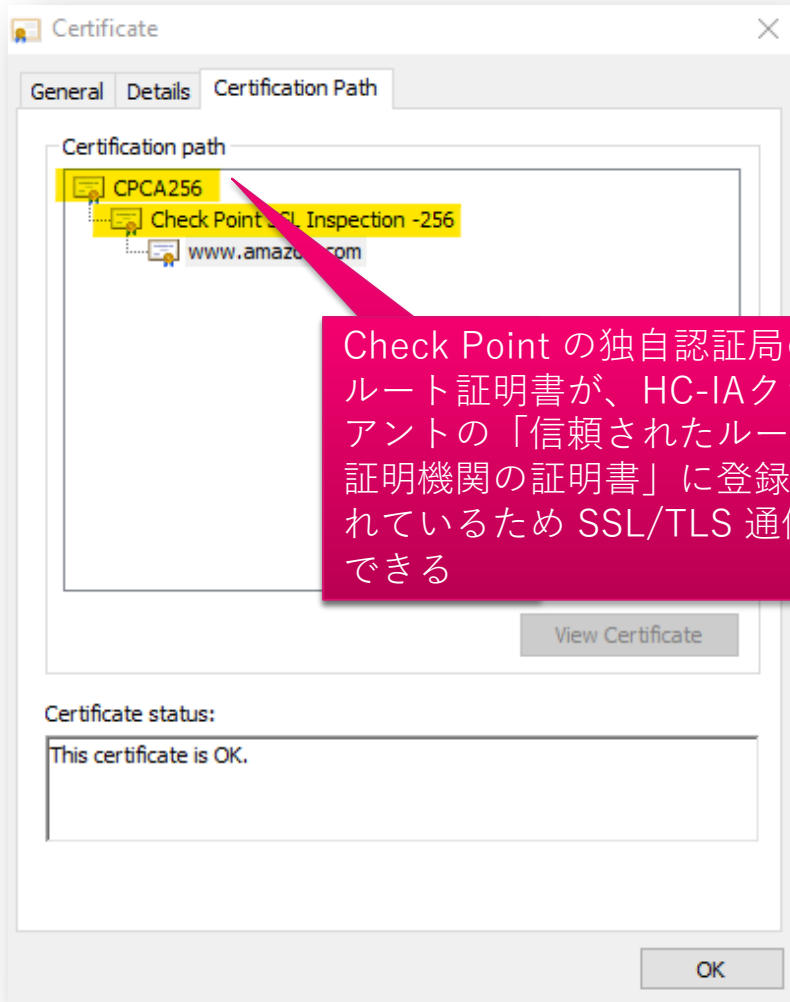 Certificate
General Details Certification Path
Certification path
CPCA256
Check Point SSL Inspection -256
www.amazon.com
Check Point の独自認証局
ルート証明書が、HC-IAク
アントの「信頼されたルー
証明機関の証明書」に登録
れているため SSL/TLS 通
できる
View Certificate
Certificate status:
This certificate is OK.
OK